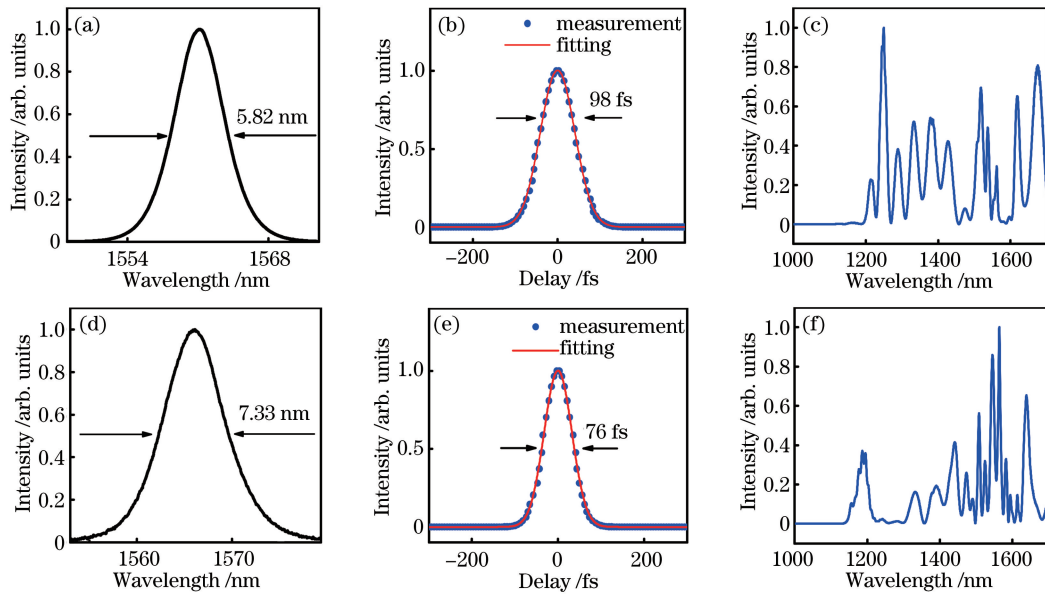 (a)
Intensity /arb. units
1.0
0.8
0.6
0.4
0.2
0
5.82 nm
1554
1568
Wavelength /nm
(b)
measurement
fitting
Intensity /arb. units
1.0
0.5
0
98 fs
−200
0
200
Delay /fs
(c)
Intensity /arb. units
1.0
0.8
0.6
0.4
0.2
0
1000
1200
1400
1600
Wavelength /nm
(d)
Intensity /arb. units
1.0
0.8
0.6
0.4
0.2
0
7.33 nm
1560
1570
Wavelength /nm
(e)
measurement
fitting
Intensity /arb. units
1.0
0.5
0
76 fs
−200
0
200
Delay /fs
(f)
Intensity /arb. units
1.0
0.8
0.6
0.4
0.2
0
1000
1200
1400
1600
Wavelength /nm